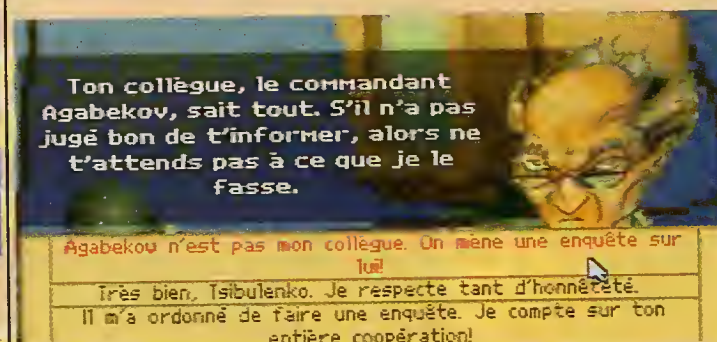 Ton collègue, le commandant
Agabekov, sait tout. S'il n'a pas
jugé bon de t'informer, alors ne
t'attends pas à ce que je le
fasse.
Agabekov n'est pas mon collègue. On mène une enquête sur
lui!
Très bien, Tsibulenko. Je respecte tant d'honnêteté.
Il m'a ordonné de faire une enquête. Je compte sur ton
entière coopération!